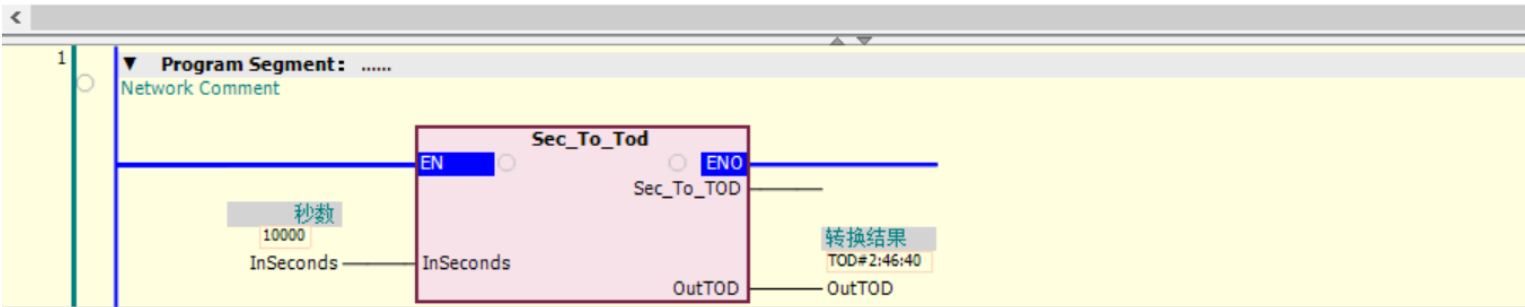 1
▼ Program Segment： ......
Network Comment
Sec_To_Tod
EN
ENO
Sec_To_TOD
秒数
10000
转换结果
TOD#2:46:40
InSeconds
InSeconds
OutTOD
OutTOD